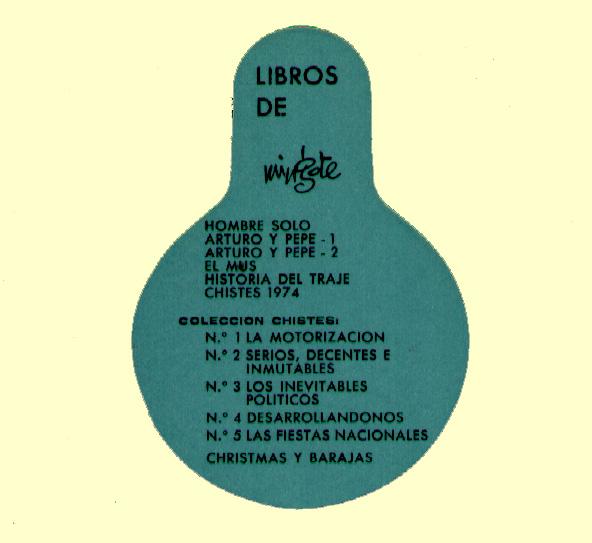 LIBROS
DE
mingote
HOMBRE SOLO
ARTURO Y PEPE - 1
ARTURO Y PEPE - 2
EL MUS
HISTORIA DEL TRAJE
CHISTES 1974
COLECCION CHISTES:
N.º 1 LA MOTORIZACION
N.º 2 SERIOS, DECENTES E
INMUTABLES
N.º 3 LOS INEVITABLES
POLITICOS
N.º 4 DESARROLLANDONOS
N.º 5 LAS FIESTAS NACIONALES
CHRISTMAS Y BARAJAS